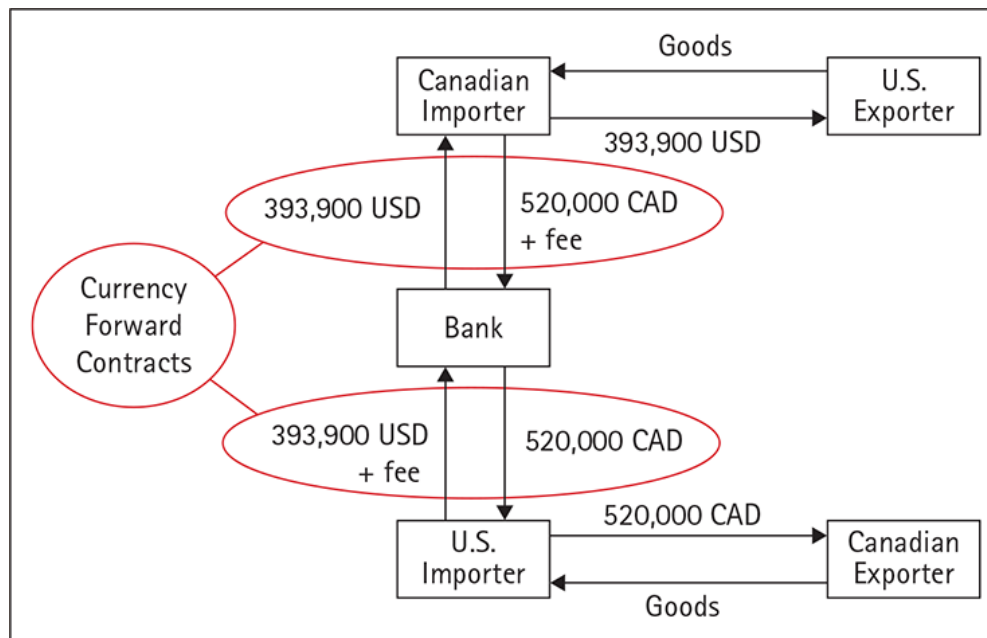 Goods
Canadian
Importer
U.S.
Exporter
393,900 USD
393,900 USD
520,000 CAD
+ fee
Currency
Forward
Contracts
Bank
393,900 USD
+ fee
520,000 CAD
520,000 CAD
U.S.
Importer
Canadian
Exporter
Goods